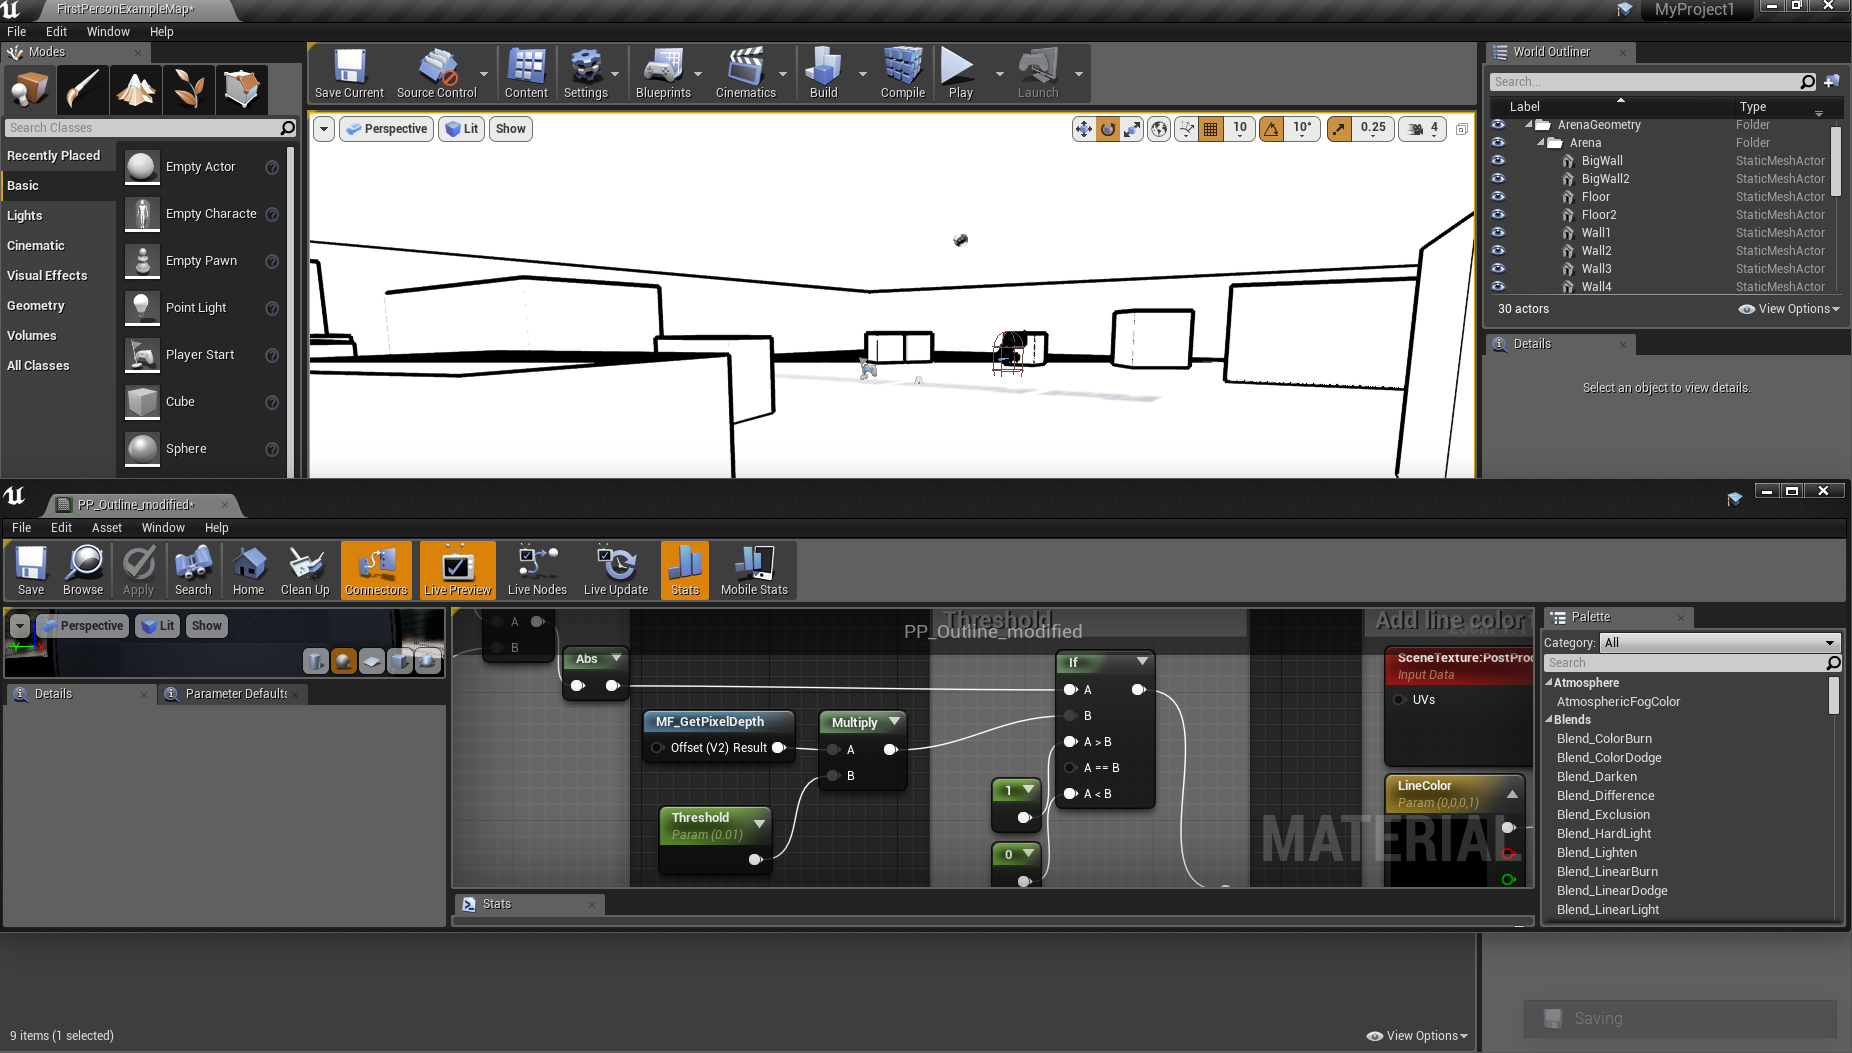 FirstPersonExampleMap*
MyProject1
File Edit Window Help
Modes
World Outliner
Save Current
Source Control
Content
Settings
Blueprints
Cinematics
Build
Compile
Play
Launch
Search...
Label
Type
Search Classes
Perspective
Lit
Show
10
10°
0.25
4
Recently Placed
Basic
Lights
Cinematic
Visual Effects
Geometry
Volumes
All Classes
Empty Actor
Empty Characte
Empty Pawn
Point Light
Player Start
Cube
Sphere
ArenaGeometry Folder
Arena Folder
BigWall StaticMeshActor
BigWall2 StaticMeshActor
Floor StaticMeshActor
Floor2 StaticMeshActor
Wall1 StaticMeshActor
Wall2 StaticMeshActor
Wall3 StaticMeshActor
Wall4 StaticMeshActor
30 actors
View Options
Details
Select an object to view details.
PP_Outline_modified*
File Edit Asset Window Help
Save
Browse
Apply
Search
Home
Clean Up
Connectors
Live Preview
Live Nodes
Live Update
Stats
Mobile Stats
Perspective
Lit
Show
Details
Parameter Defaults
PP_Outline_modified
Threshold
Add line color
A
B
Abs
MF_GetPixelDepth
Offset (V2) Result
Multiply
A
B
Threshold
Param (0.01)
If
A
B
A > B
A == B
A < B
1
0
SceneTexture:PostProc
Input Data
UVs
LineColor
Param (0,0,0,1)
MATERIAL
Stats
Palette
Category: All
Search
Atmosphere
AtmosphericFogColor
Blends
Blend_ColorBurn
Blend_ColorDodge
Blend_Darken
Blend_Difference
Blend_Exclusion
Blend_HardLight
Blend_Lighten
Blend_LinearBurn
Blend_LinearDodge
Blend_LinearLight
9 items (1 selected)
View Options
Saving